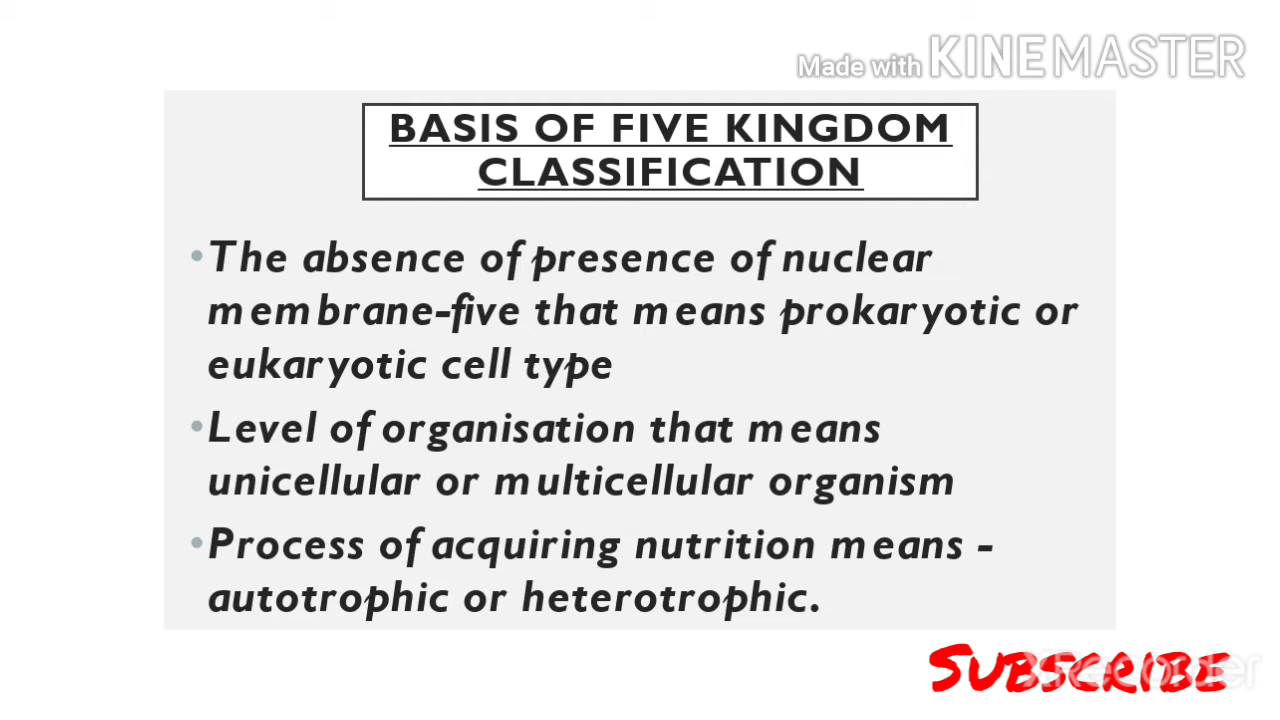 Made with KINEMASTER
BASIS OF FIVE KINGDOM
CLASSIFICATION
•The absence of presence of nuclear
membrane-five that means prokaryotic or
eukaryotic cell type
•Level of organisation that means
unicellular or multicellular organism
•Process of acquiring nutrition means -
autotrophic or heterotrophic.
SUBSCRIBE
XRecorder